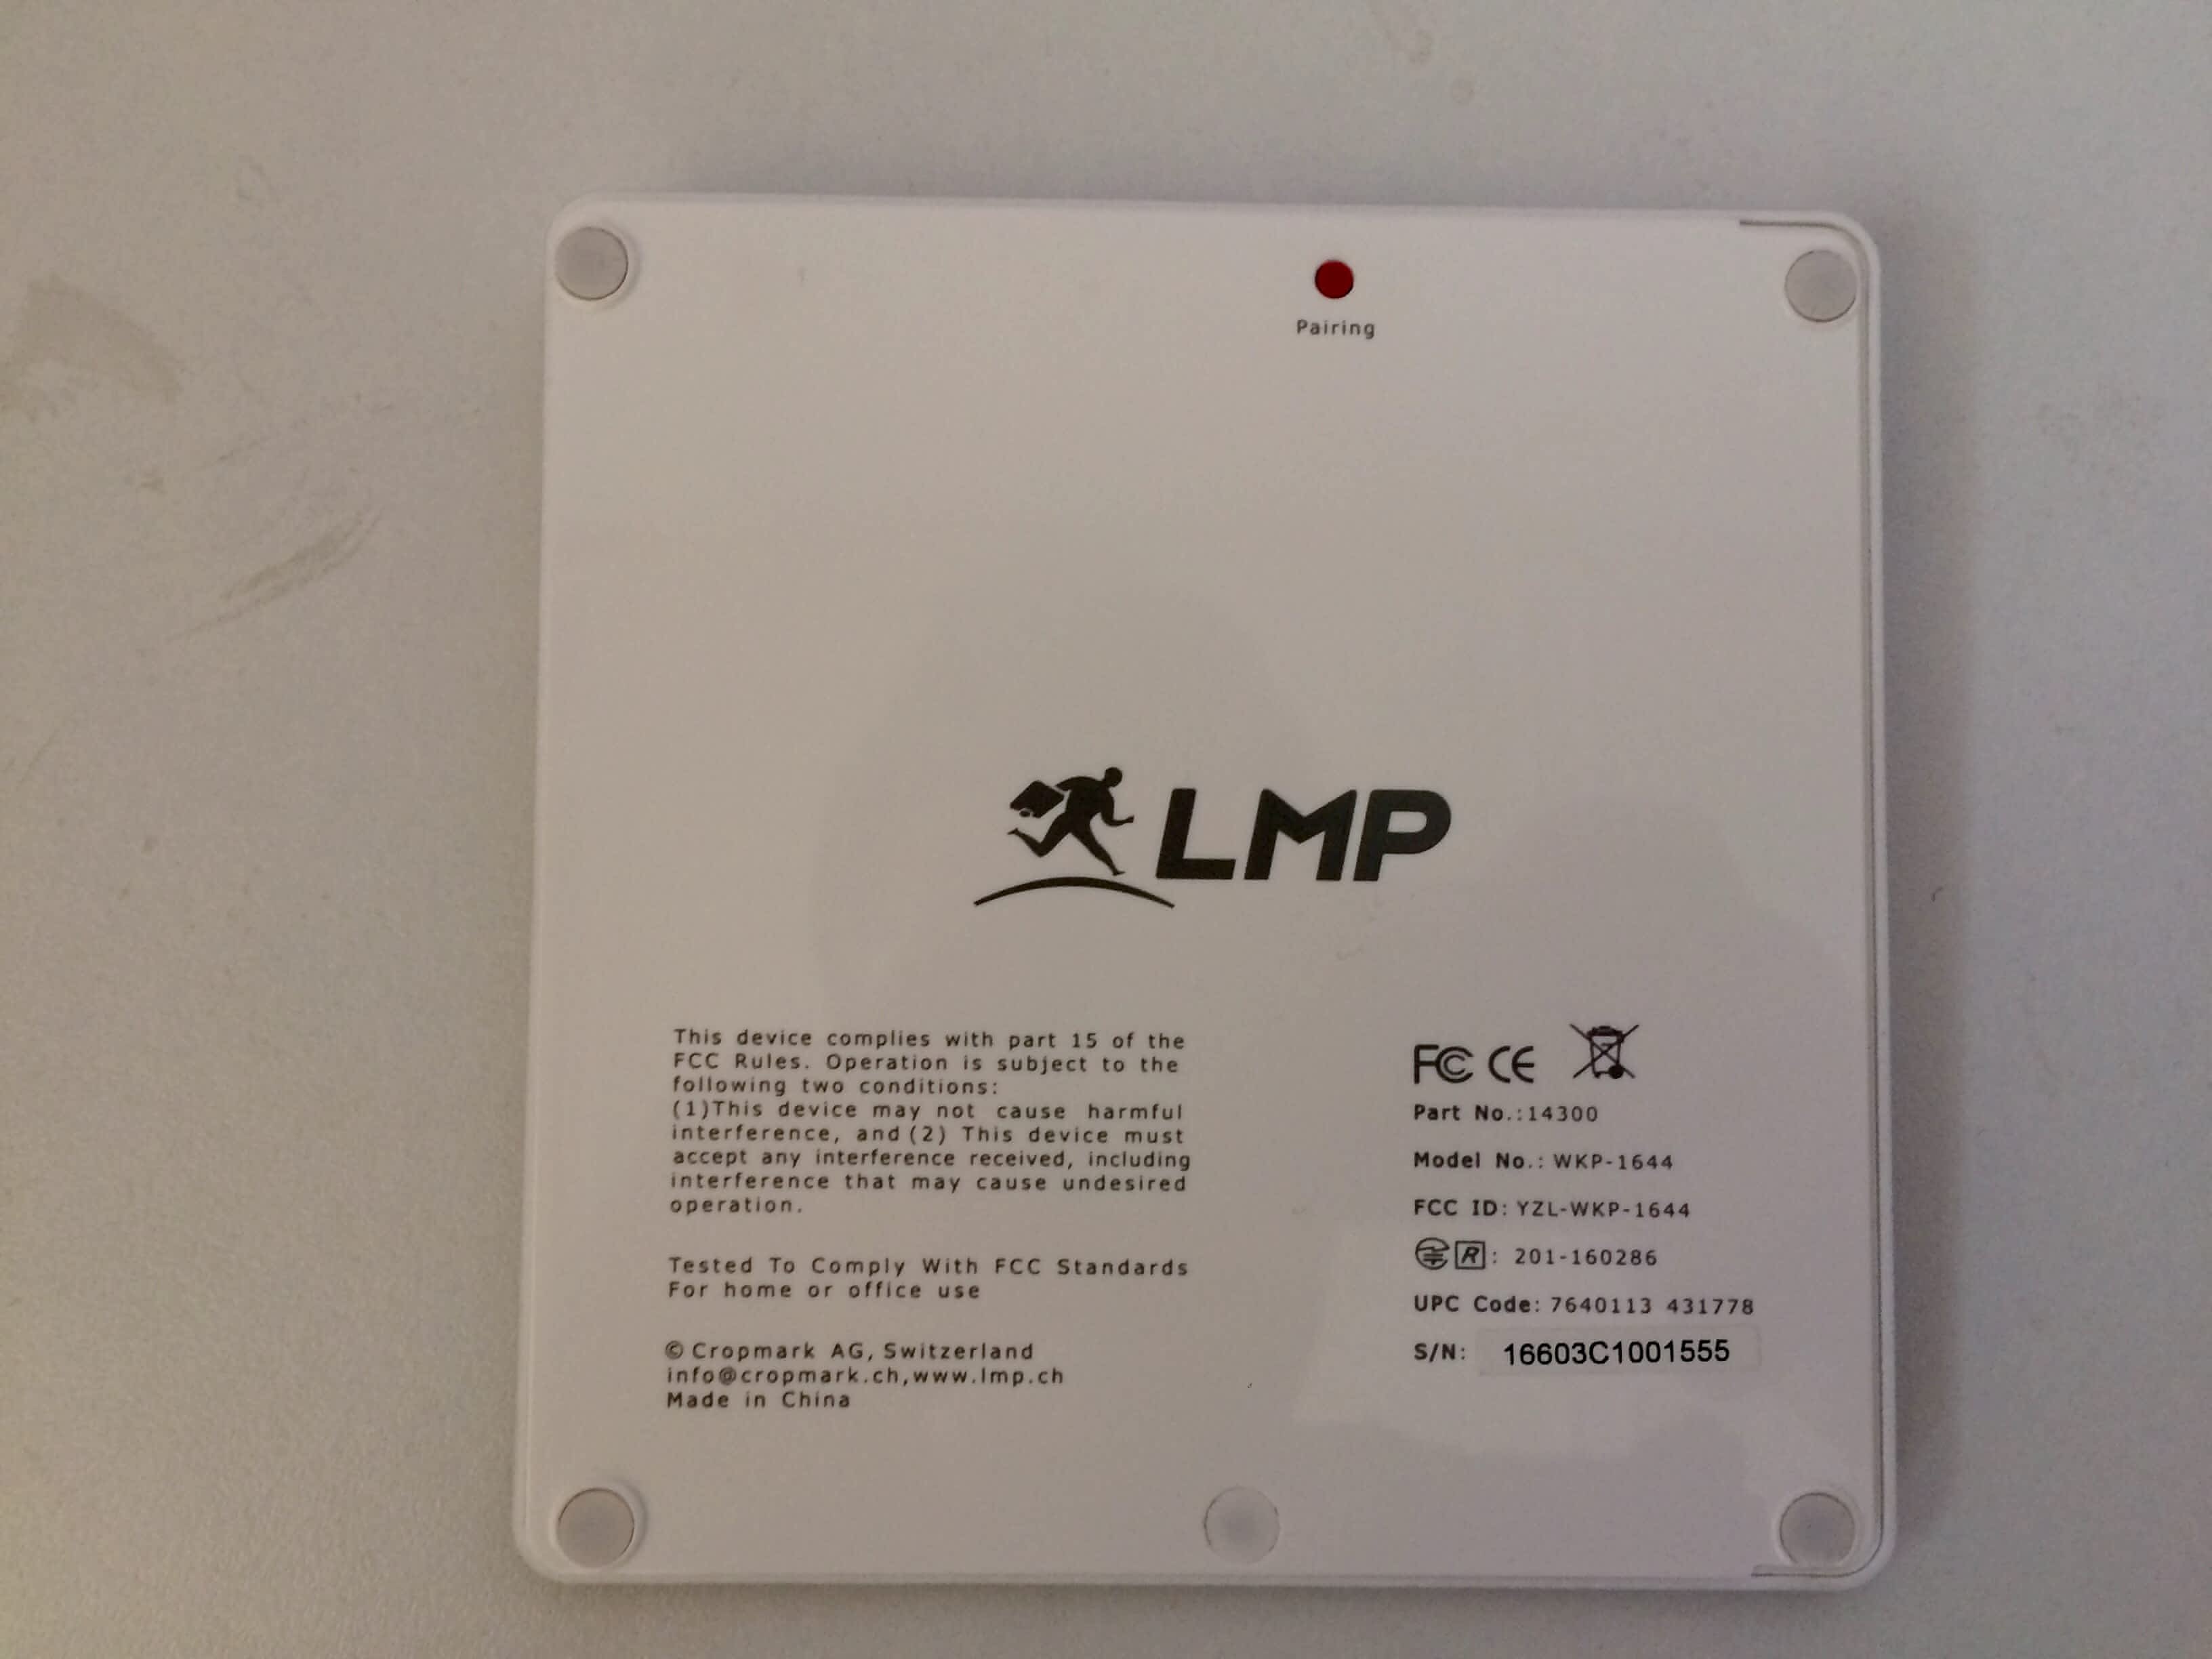 Pairing
LMP
This device complies with part 15 of the
FCC Rules. Operation is subject to the
following two conditions:
(1)This device may not cause harmful
interference, and (2) This device must
accept any interference received, including
interference that may cause undesired
operation.
Tested To Comply With FCC Standards
For home or office use
© Cropmark AG, Switzerland
info@cropmark.ch,www.lmp.ch
Made in China
FC CE
Part No.:14300
Model No.: WKP-1644
FCC ID: YZL-WKP-1644
R : 201-160286
UPC Code: 7640113 431778
S/N: 16603C1001555